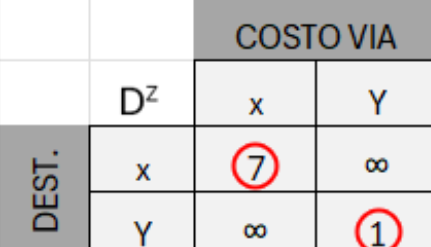 COSTO VIA
D^z x Y
DEST.
x 7 ∞
Y ∞ 1